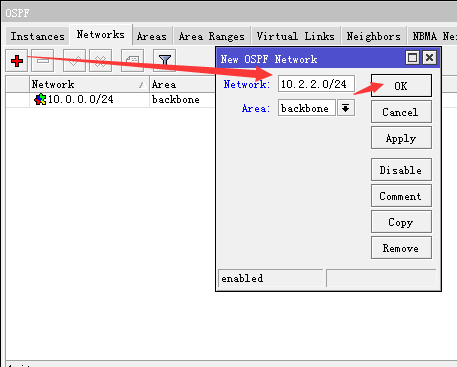 OSPF
Instances Networks Areas Area Ranges Virtual Links Neighbors NBMA Ne
Network Area
10.0.0.0/24 backbone
New OSPF Network
Network: 10.2.2.0/24 OK
Area: backbone Cancel
Apply
Disable
Comment
Copy
Remove
enabled